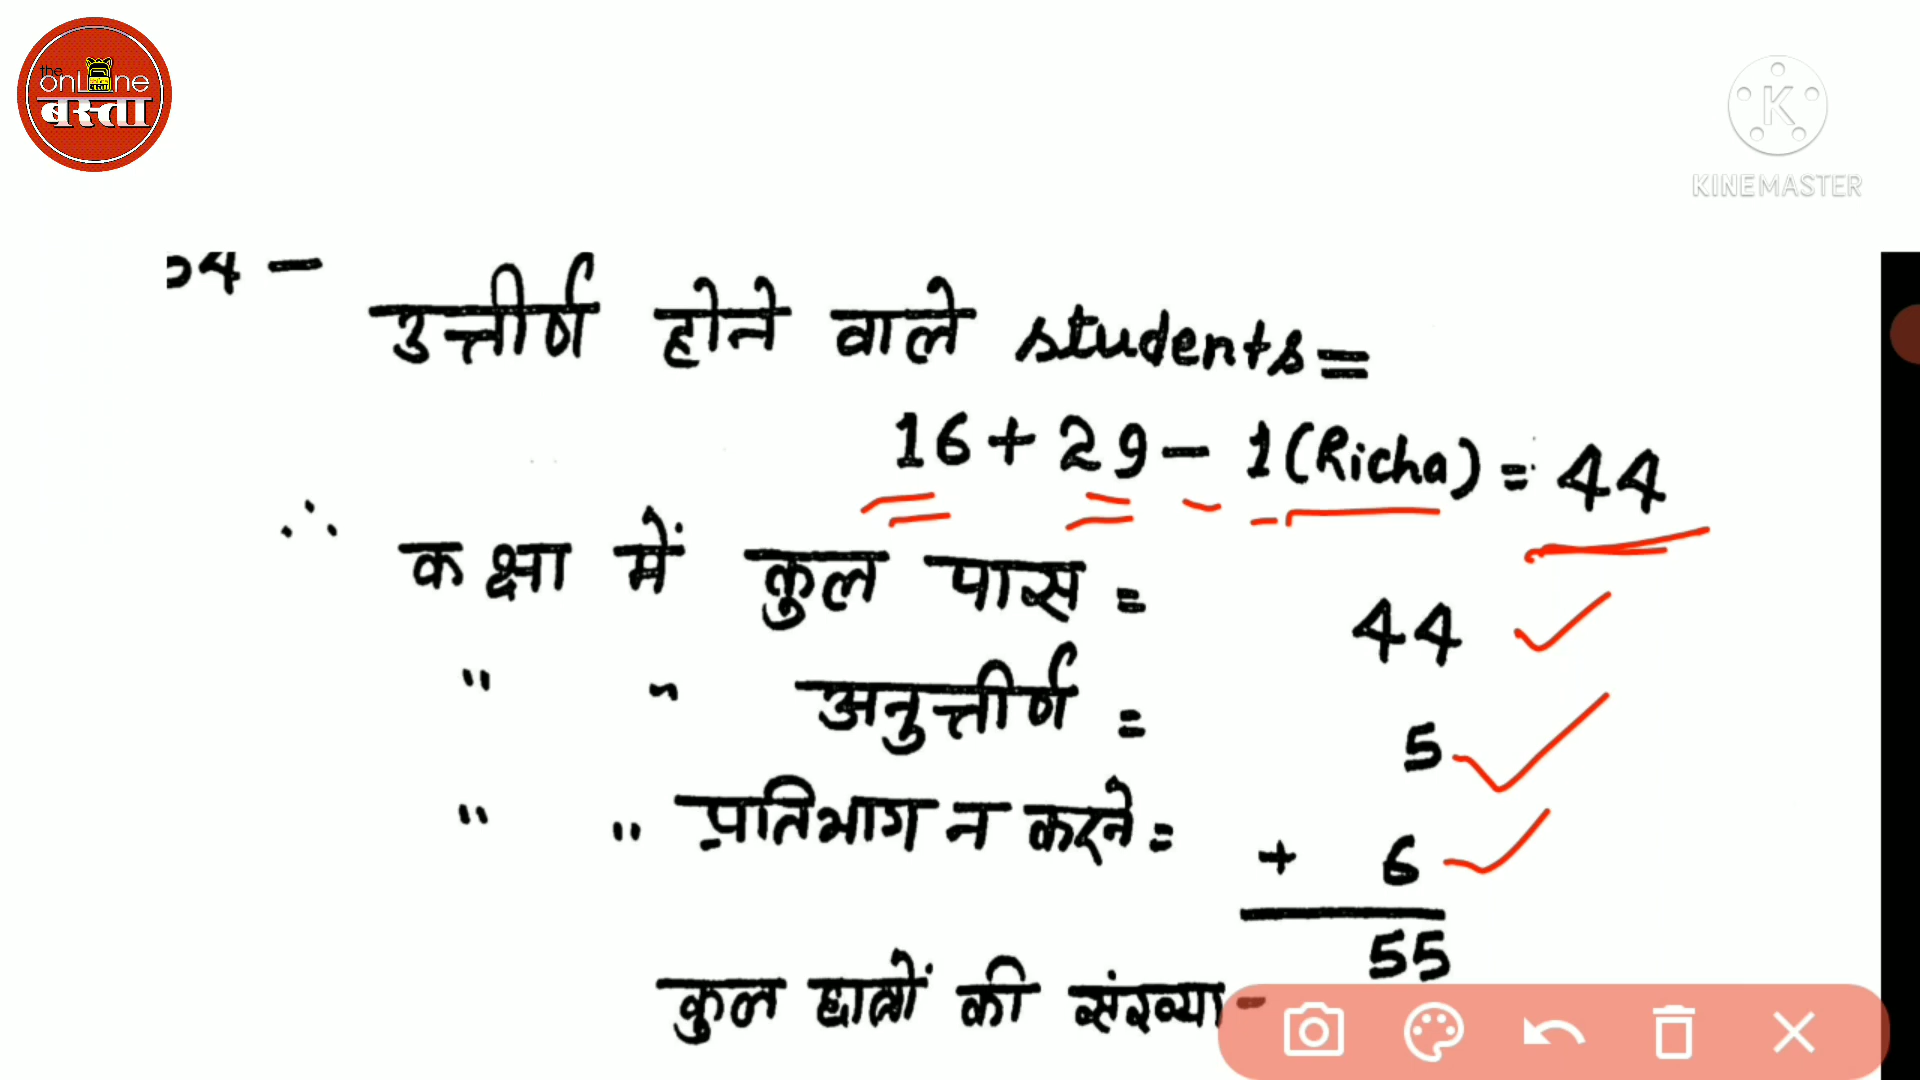 the onLine
बस्ता
KINEMASTER
54 -
उत्तीर्ण होने वाले students =
16 + 29 - 1 (Richa) = 44
∴ कक्षा में कुल पास = 44
" " अनुत्तीर्ण = 5
" " प्रतिभाग न करने = + 6
55
कुल छात्रों की संख्या -